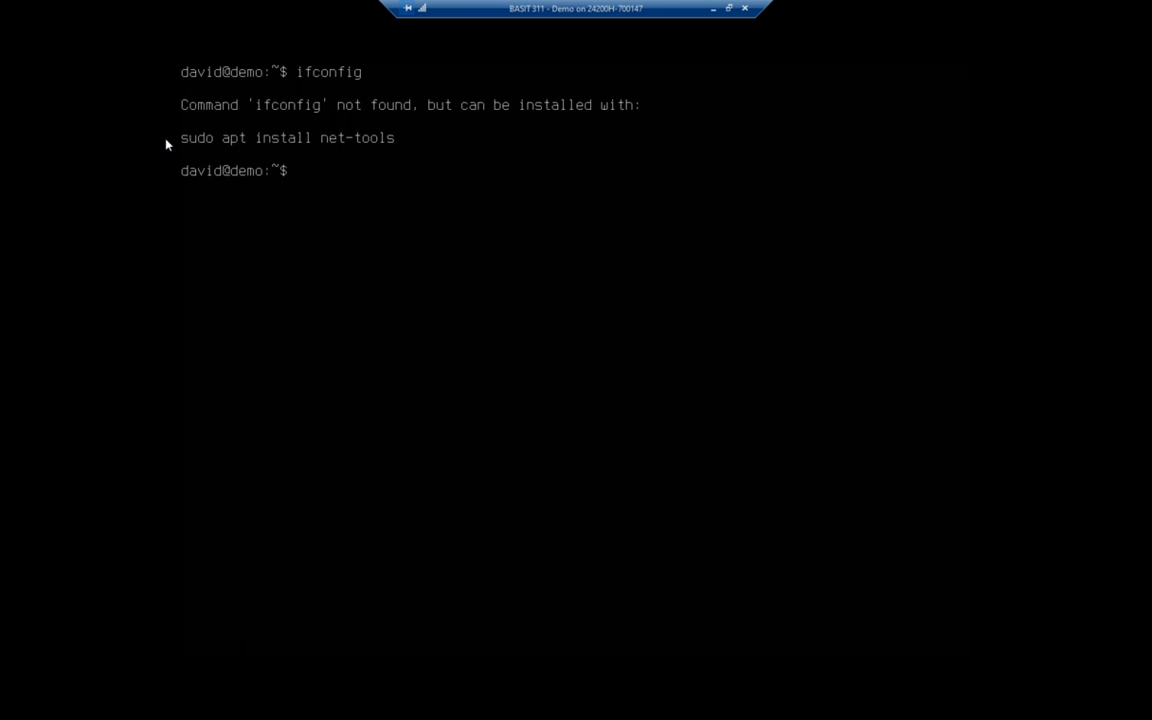 BASIT 311 - Demo on 24200H-700147
david@demo:~$ ifconfig
Command 'ifconfig' not found, but can be installed with:
sudo apt install net-tools
david@demo:~$